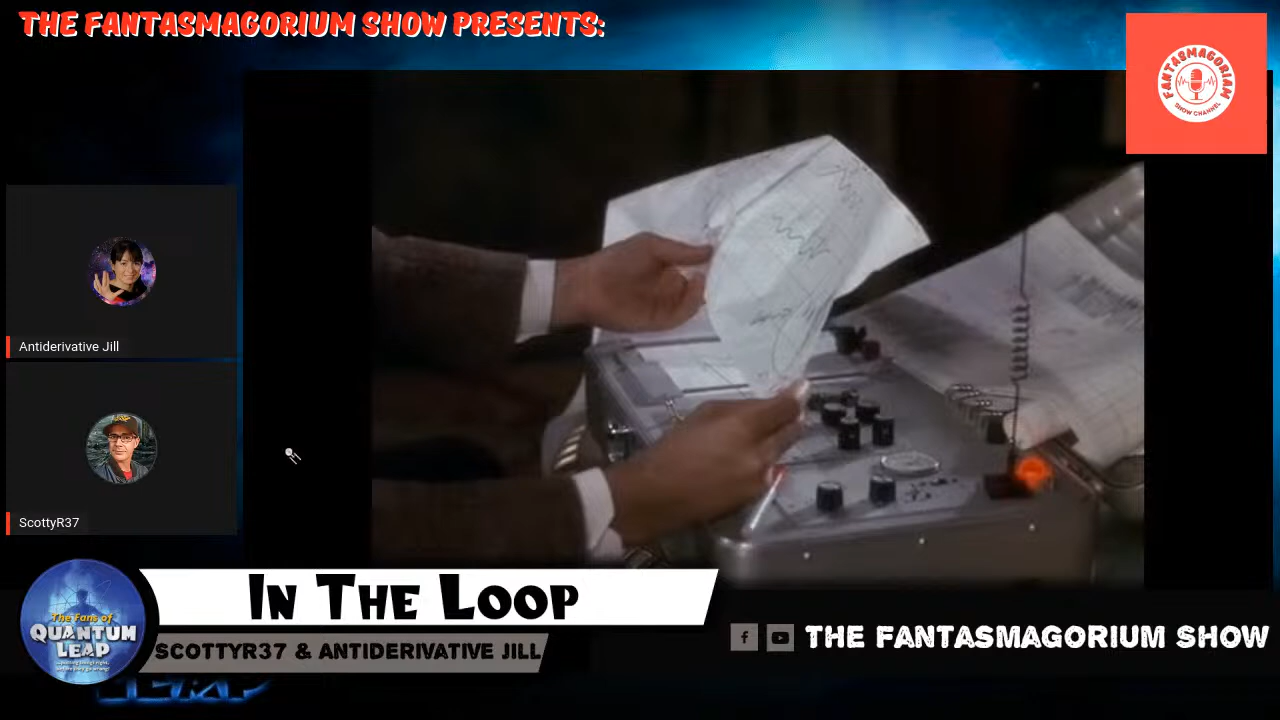 THE FANTASMAGORIUM SHOW PRESENTS:
FANTASMAGORIAM
SHOW CHANNEL
Antiderivative Jill
ScottyR37
The Fans of
QUANTUM
LEAP
IN THE LOOP
SCOTTYR37 & ANTIDERIVATIVE JILL
THE FANTASMAGORIUM SHOW